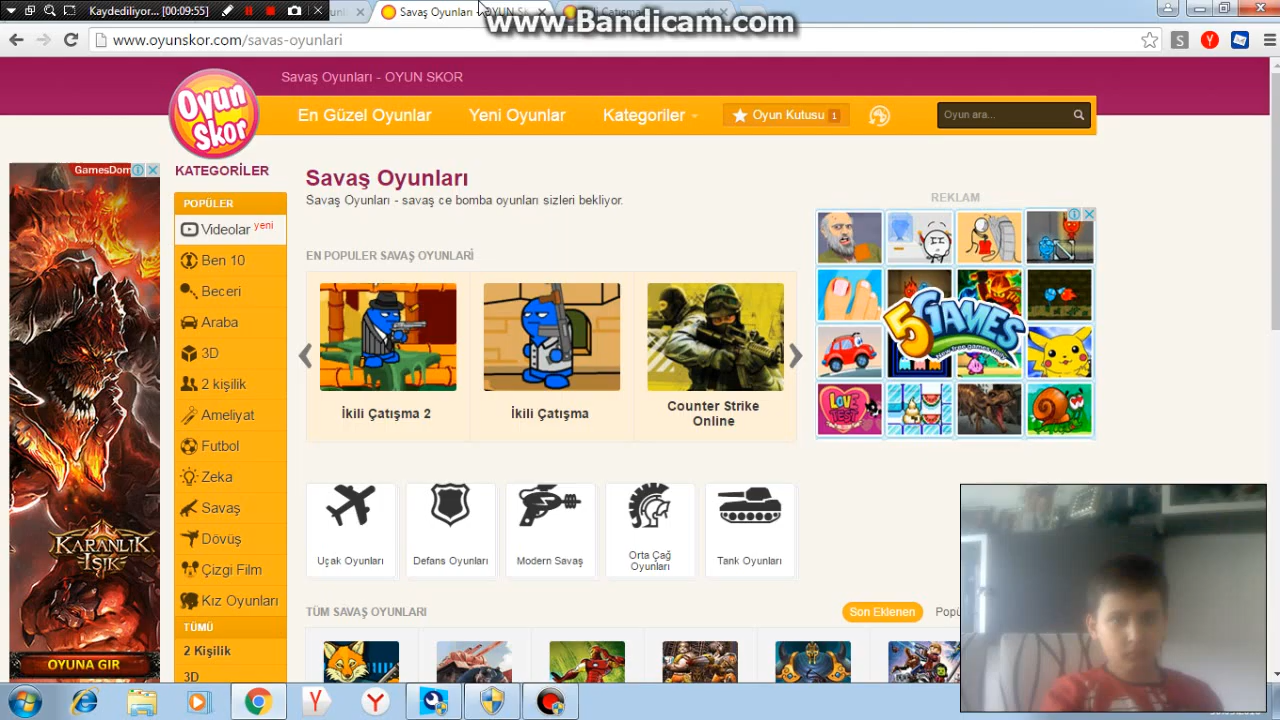 Kaydediliyor... [00:09:55]
Savaş Oyunları - OYUN Sk
www.Bandicam.com
www.oyunskor.com/savas-oyunlari
Savaş Oyunları - OYUN SKOR
Oyun Skor
En Güzel Oyunlar
Yeni Oyunlar
Kategoriler
Oyun Kutusu 1
Oyun ara...
GamesDom
KATEGORİLER
POPÜLER
Videolar yeni
Ben 10
Beceri
Araba
3D
2 kişilik
Ameliyat
Futbol
Zeka
Savaş
Dövüş
Çizgi Film
Kız Oyunları
TÜMÜ
2 Kişilik
3D
KARANLIK IŞIK
OYUNA GIR
Savaş Oyunları
Savaş Oyunları - savaş ce bomba oyunları sizleri bekliyor.
EN POPULER SAVAŞ OYUNLARİ
İkili Çatışma 2
İkili Çatışma
Counter Strike
Online
Uçak Oyunları
Defans Oyunları
Modern Savaş
Orta Çağ
Oyunları
Tank Oyunları
TÜM SAVAŞ OYUNLARI
Son Eklenen
Popü
REKLAM
5 GAMES
LOVE TEST